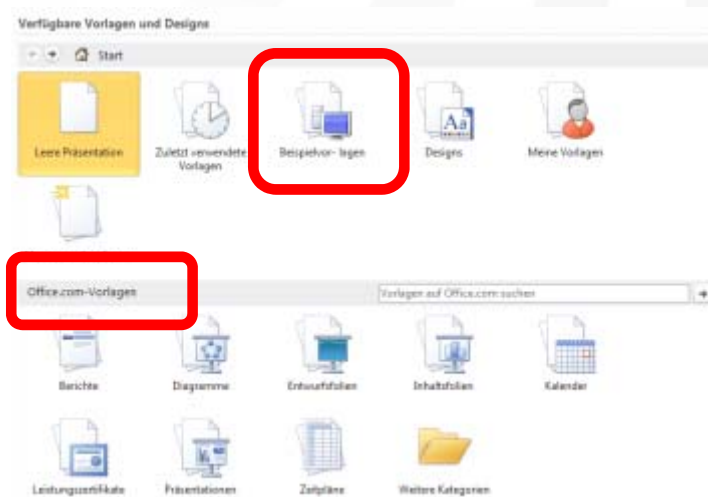 Verfügbare Vorlagen und Designs
Start
Leere Präsentation
Zuletzt verwendete
Vorlagen
Beispielvor- lagen
Designs
Meine Vorlagen
Office.com-Vorlagen
Vorlagen auf Office.com suchen
Berichte
Diagramme
Entwurfsfolien
Inhaltsfolien
Kalender
Leistungszertifikate
Präsentationen
Zeitpläne
Weitere Kategorien